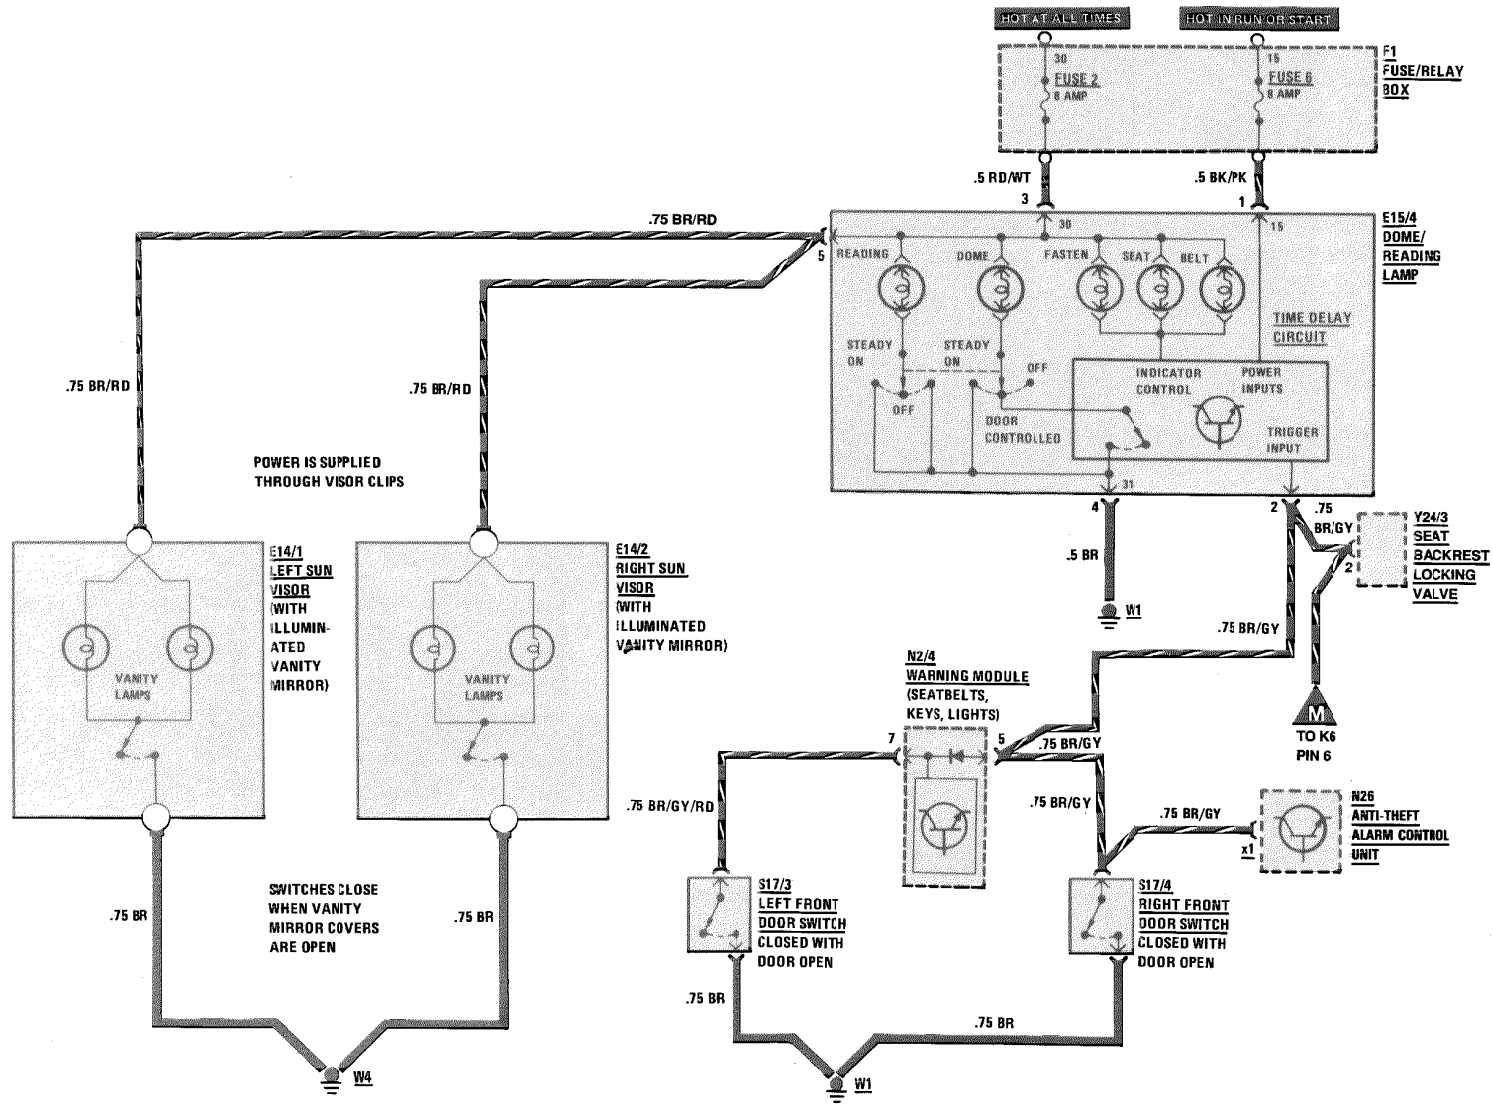 HOT AT ALL TIMES
HOT IN RUN OR START
30
FUSE 2
8 AMP
15
FUSE 6
8 AMP
F1
FUSE/RELAY
BOX
.5 RD/WT
3
.5 BK/PK
1
.75 BR/RD
5
30
15
READING
DOME
FASTEN
SEAT
BELT
E15/4
DOME/
READING
LAMP
TIME DELAY
CIRCUIT
STEADY
ON
STEADY
ON
OFF
OFF
DOOR
CONTROLLED
INDICATOR
CONTROL
POWER
INPUTS
TRIGGER
INPUT
31
.75 BR/RD
.75 BR/RD
POWER IS SUPPLIED
THROUGH VISOR CLIPS
4
2
.75
BR/GY
2
Y24/3
SEAT
BACKREST
LOCKING
VALVE
.5 BR
W1
.75 BR/GY
M
TO K6
PIN 6
E14/1
LEFT SUN
VISOR
(WITH
ILLUMIN-
ATED
VANITY
MIRROR)
VANITY
LAMPS
E14/2
RIGHT SUN
VISOR
(WITH
ILLUMINATED
VANITY MIRROR)
VANITY
LAMPS
N2/4
WARNING MODULE
(SEATBELTS,
KEYS, LIGHTS)
7
5
.75 BR/GY
.75 BR/GY/RD
.75 BR/GY
.75 BR/GY
x1
N26
ANTI-THEFT
ALARM CONTROL
UNIT
S17/3
LEFT FRONT
DOOR SWITCH
CLOSED WITH
DOOR OPEN
S17/4
RIGHT FRONT
DOOR SWITCH
CLOSED WITH
DOOR OPEN
SWITCHES CLOSE
WHEN VANITY
MIRROR COVERS
ARE OPEN
.75 BR
.75 BR
.75 BR
.75 BR
W4
W1